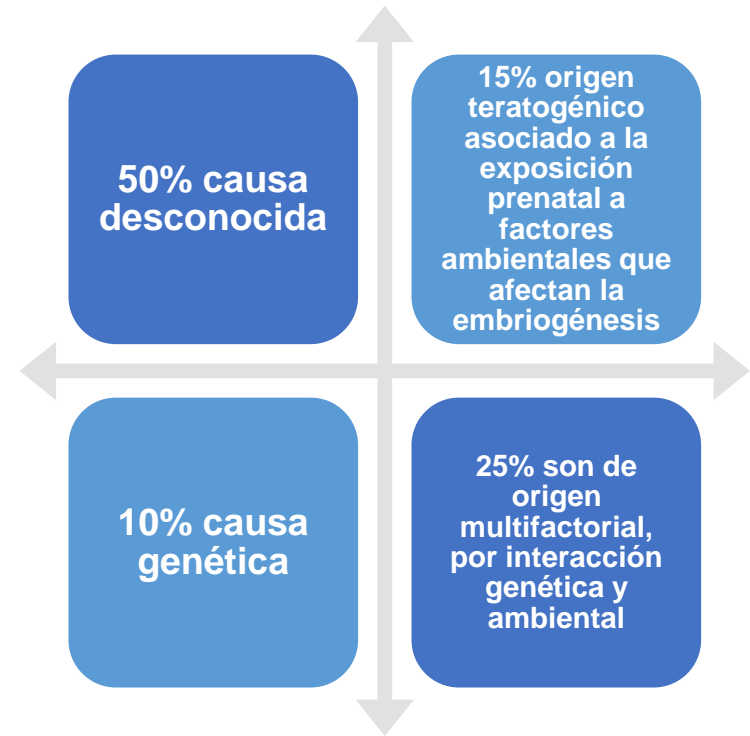 50% causa
desconocida
15% origen
teratogénico
asociado a la
exposición
prenatal a
factores
ambientales que
afectan la
embriogénesis
10% causa
genética
25% son de
origen
multifactorial,
por interacción
genética y
ambiental